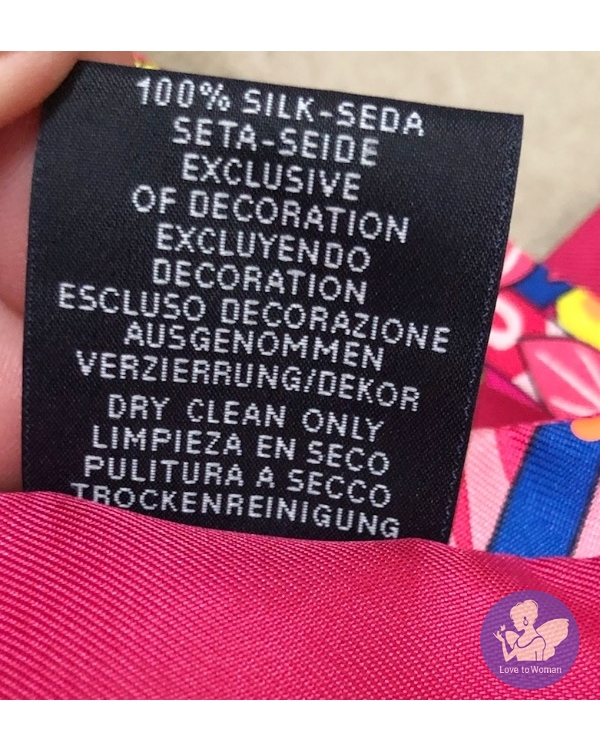 100% SILK-SEDA
SETA-SEIDE
EXCLUSIVE
OF DECORATION
EXCLUYENDO
DECORATION
ESCLUSO DECORAZIONE
AUSGENOMMEN
VERZIERRUNG/DEKOR
DRY CLEAN ONLY
LIMPIEZA EN SECO
PULITURA A SECCO
TROCKENREINIGUNG
Love to Woman